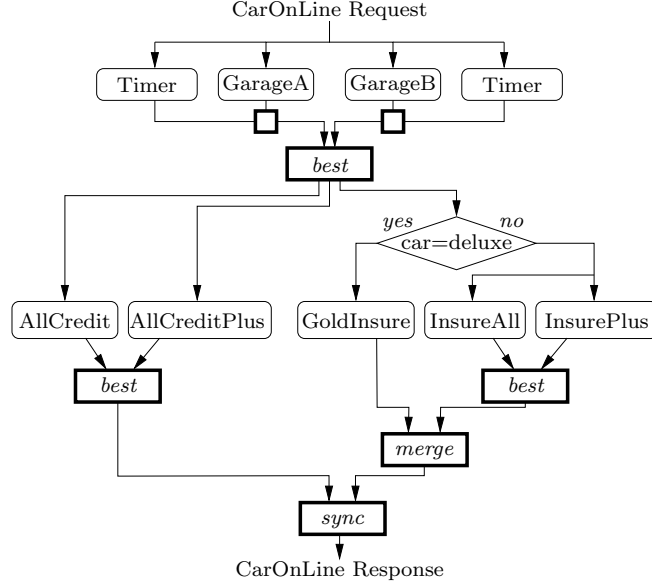 CarOnLine Request
Timer
GarageA
GarageB
Timer
best
yes
no
car=deluxe
AllCredit
AllCreditPlus
GoldInsure
InsureAll
InsurePlus
best
best
merge
sync
CarOnLine Response